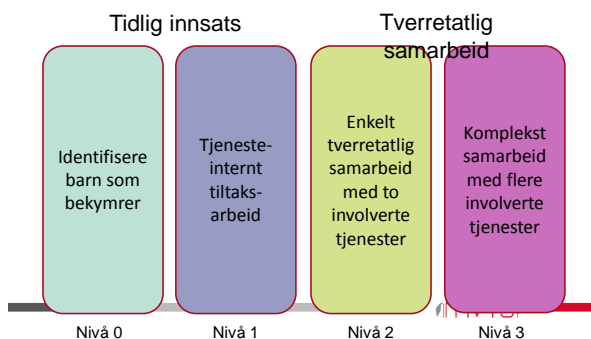 Tidlig innsats
Tverretatlig
samarbeid
Identifisere
barn som
bekymrer
Tjeneste-
internt
tiltaks-
arbeid
Enkelt
tverretatlig
samarbeid
med to
involverte
tjenester
Komplekst
samarbeid
med flere
involverte
tjenester
Nivå 0
Nivå 1
Nivå 2
Nivå 3